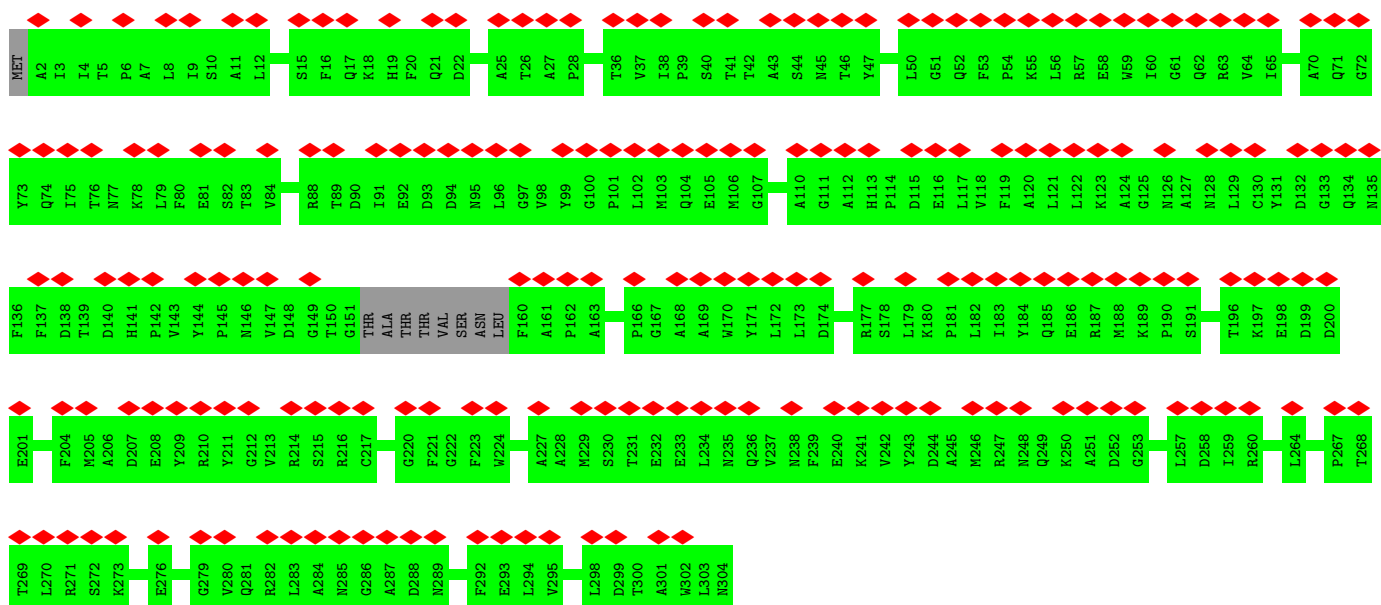 MET A2 I3 I4 T5 P6 A7 L8 I9 S10 A11 L12 S15 F16 Q17 K18 H19 F20 Q21 D22 A25 T26 A27 P28 T36 V37 I38 P39 S40 T41 T42 A43 S44 N45 T46 Y47 L50 G51 Q52 F53 P54 K55 L56 R57 E58 W59 I60 G61 Q62 R63 V64 I65 A70 Q71 G72
Y73 Q74 I75 T76 N77 K78 L79 F80 E81 S82 T83 V84 R88 T89 D90 I91 E92 D93 D94 N95 L96 G97 V98 Y99 G100 P101 L102 M103 Q104 E105 M106 G107 A110 G111 A112 H113 P114 D115 E116 L117 V118 F119 A120 L121 L122 K123 A124 G125 N126 A127 N128 L129 C130 Y131 D132 G133 Q134 N135
F136 F137 D138 T139 D140 H141 P142 V143 Y144 P145 N146 V147 D148 G149 T150 G151 THR ALA THR THR VAL SER ASN LEU F160 A161 P162 A163 P166 G167 A168 A169 W170 Y171 L172 L173 D174 R177 S178 L179 K180 P181 L182 I183 Y184 Q185 E186 R187 M188 K189 P190 S191 T196 K197 E198 D199 D200
E201 F204 M205 A206 D207 E208 Y209 R210 Y211 G212 V213 R214 S215 R216 C217 G220 F221 G222 F223 W224 A227 A228 M229 S230 T231 E232 E233 L234 N235 Q236 V237 N238 F239 E240 K241 V242 Y243 D244 A245 M246 R247 N248 Q249 K250 A251 D252 G253 L257 D258 I259 R260 L264 P267 T268
T269 L270 R271 S272 K273 E276 G279 V280 Q281 R282 L283 A284 N285 G286 A287 D288 N289 F292 E293 L294 V295 L298 D299 T300 A301 W302 L303 N304